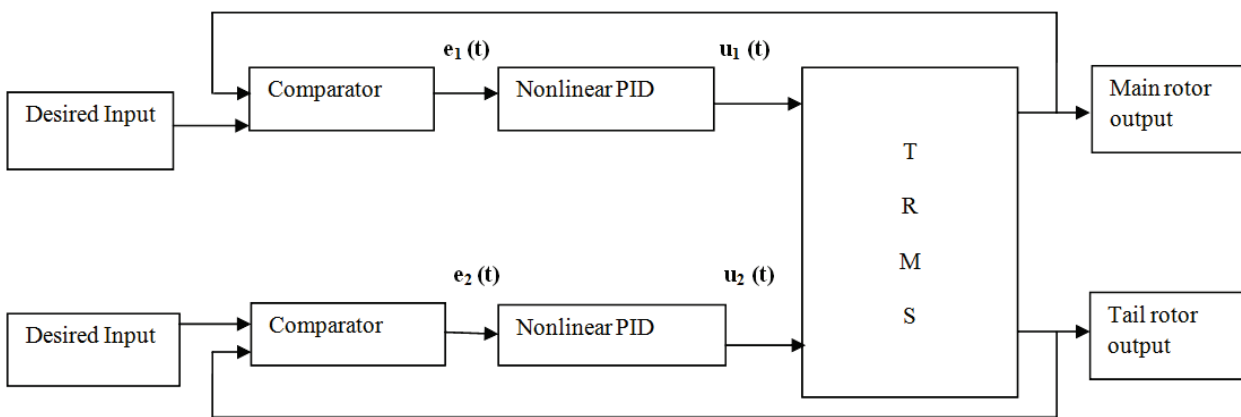 e1 (t)
u1 (t)
Desired Input
Comparator
Nonlinear PID
T
R
M
S
Main rotor
output
e2 (t)
u2 (t)
Desired Input
Comparator
Nonlinear PID
Tail rotor
output